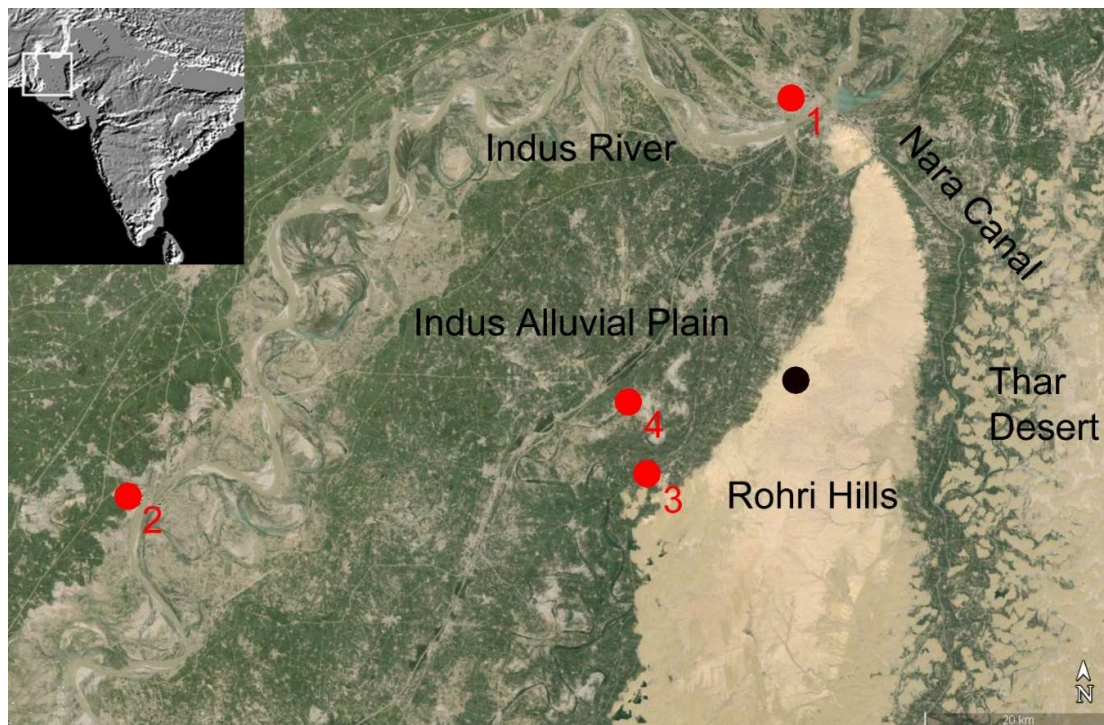 1
Indus River
Nara Canal
Indus Alluvial Plain
Thar
Desert
4
3
Rohri Hills
2
N
20 km